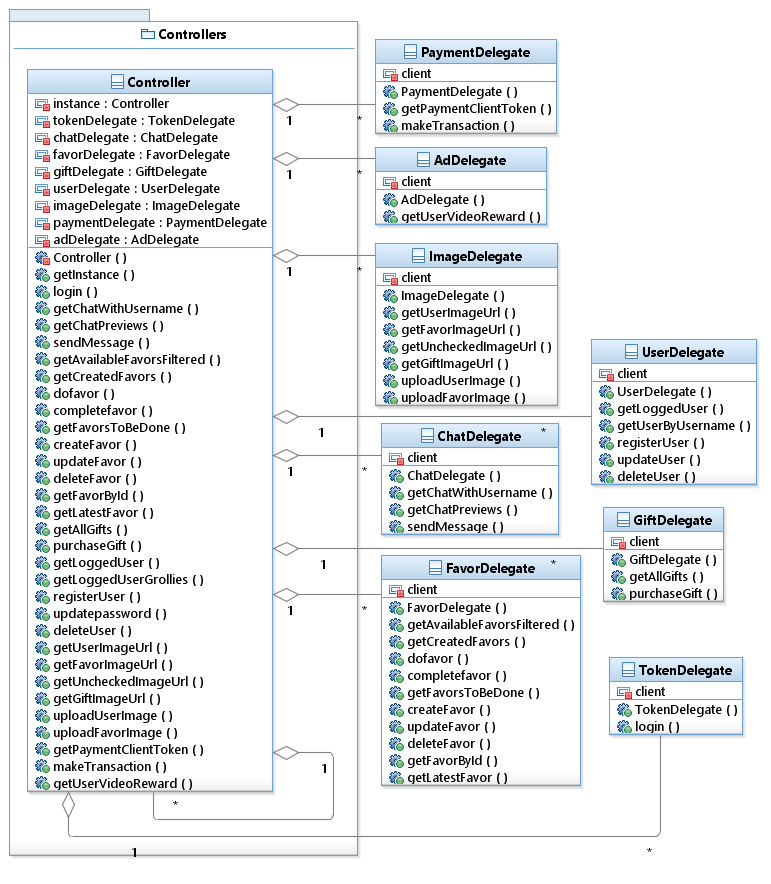 Controllers
Controller
instance : Controller
tokenDelegate : TokenDelegate
chatDelegate : ChatDelegate
favorDelegate : FavorDelegate
giftDelegate : GiftDelegate
userDelegate : UserDelegate
imageDelegate : ImageDelegate
paymentDelegate : PaymentDelegate
adDelegate : AdDelegate
Controller ( )
getInstance ( )
login ( )
getChatWithUsername ( )
getChatPreviews ( )
sendMessage ( )
getAvailableFavorsFiltered ( )
getCreatedFavors ( )
dofavor ( )
completefavor ( )
getFavorsToBeDone ( )
createFavor ( )
updateFavor ( )
deleteFavor ( )
getFavorById ( )
getLatestFavor ( )
getAllGifts ( )
purchaseGift ( )
getLoggedUser ( )
getLoggedUserGrollies ( )
registerUser ( )
updatepassword ( )
deleteUser ( )
getUserImageUrl ( )
getFavorImageUrl ( )
getUncheckedImageUrl ( )
getGiftImageUrl ( )
uploadUserImage ( )
uploadFavorImage ( )
getPaymentClientToken ( )
makeTransaction ( )
getUserVideoReward ( )
PaymentDelegate
client
PaymentDelegate ( )
getPaymentClientToken ( )
makeTransaction ( )
1
*
AdDelegate
client
AdDelegate ( )
getUserVideoReward ( )
1
*
ImageDelegate
client
ImageDelegate ( )
getUserImageUrl ( )
getFavorImageUrl ( )
getUncheckedImageUrl ( )
getGiftImageUrl ( )
uploadUserImage ( )
uploadFavorImage ( )
1
*
UserDelegate
client
UserDelegate ( )
getLoggedUser ( )
getUserByUsername ( )
registerUser ( )
updateUser ( )
deleteUser ( )
1
*
ChatDelegate
client
ChatDelegate ( )
getChatWithUsername ( )
getChatPreviews ( )
sendMessage ( )
1
*
GiftDelegate
client
GiftDelegate ( )
getAllGifts ( )
purchaseGift ( )
1
*
FavorDelegate
client
FavorDelegate ( )
getAvailableFavorsFiltered ( )
getCreatedFavors ( )
dofavor ( )
completefavor ( )
getFavorsToBeDone ( )
createFavor ( )
updateFavor ( )
deleteFavor ( )
getFavorById ( )
getLatestFavor ( )
1
*
TokenDelegate
client
TokenDelegate ( )
login ( )
1
*
1
*